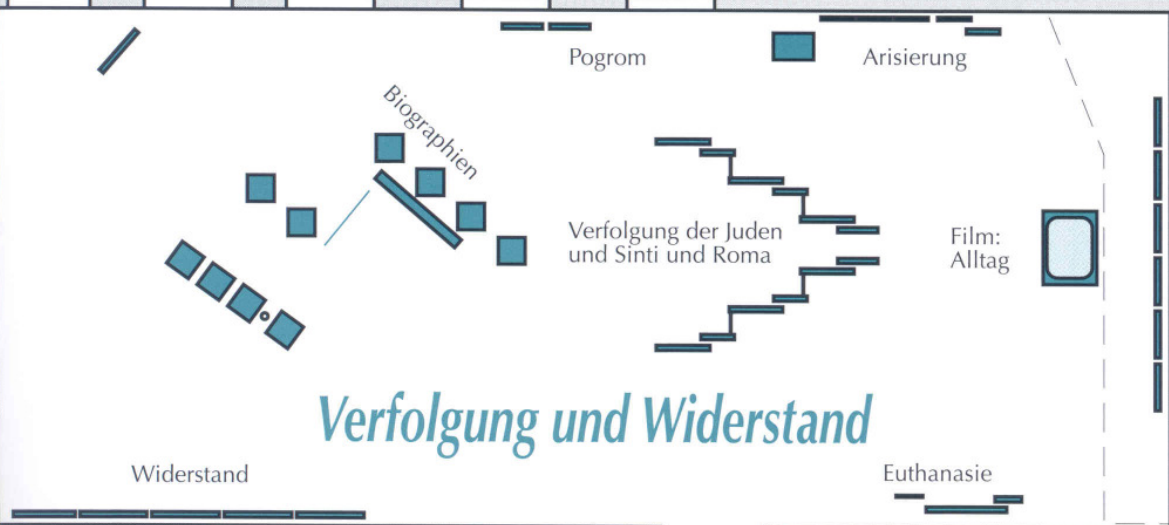 Pogrom
Arisierung
Biographien
Verfolgung der Juden
und Sinti und Roma
Film:
Alltag
Verfolgung und Widerstand
Widerstand
Euthanasie